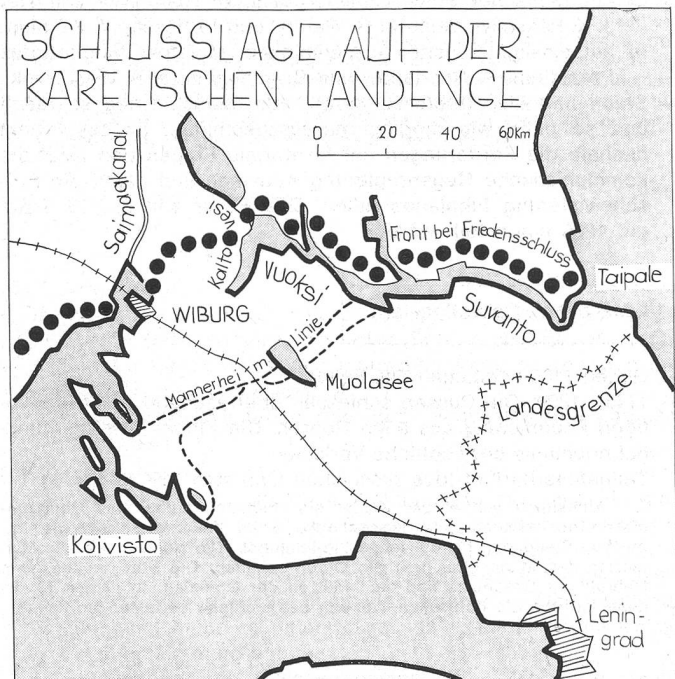 SCHLUSSLAGE AUF DER
KARELISCHEN LANDENGE
0 20 40 60Km
Saimaakanal
Kaltovesi
Front bei Friedensschluss
Taipale
Vuoksi
WIBURG
Suvanto
Mannerheim Linie
Muolasee
Landesgrenze
Koivisto
Lenin-
grad